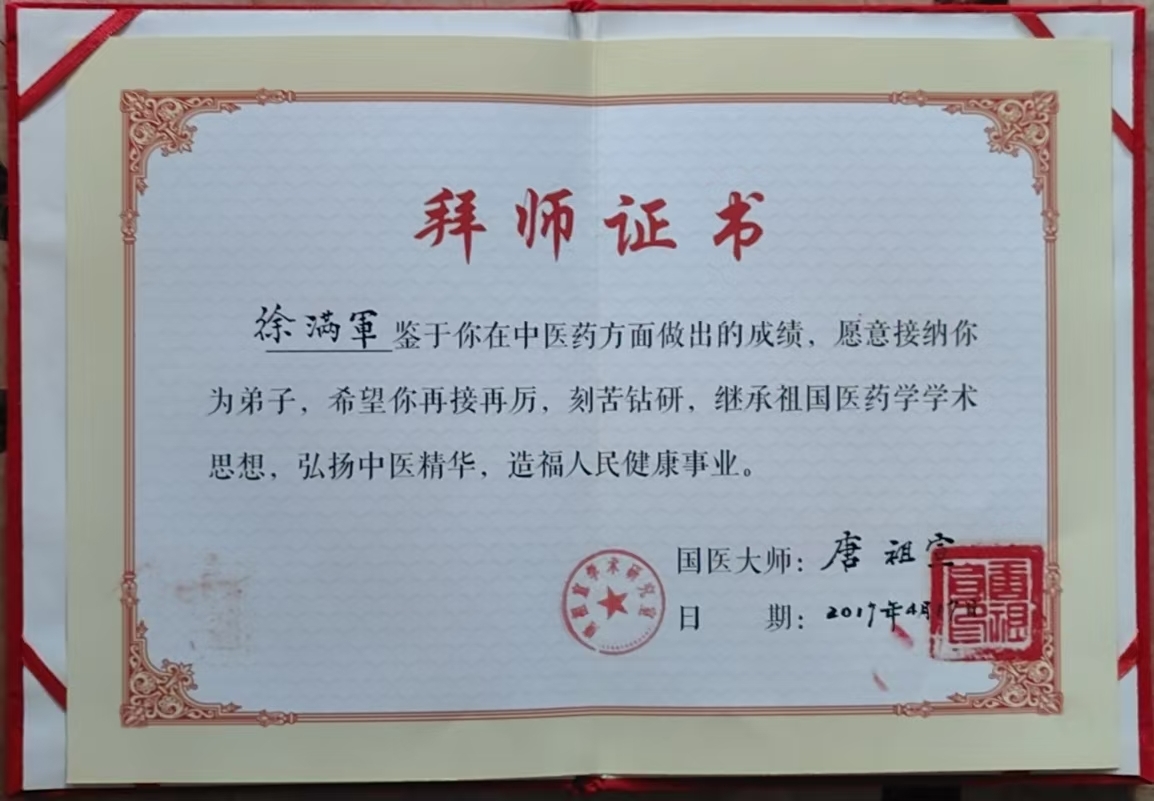 拜师证书
徐满軍鉴于你在中医药方面做出的成绩，愿意接纳你
为弟子，希望你再接再厉，刻苦钻研，继承祖国医药学学术
思想，弘扬中医精华，造福人民健康事业。
国医大师：唐祖宣
日　　期：2017年4月17日